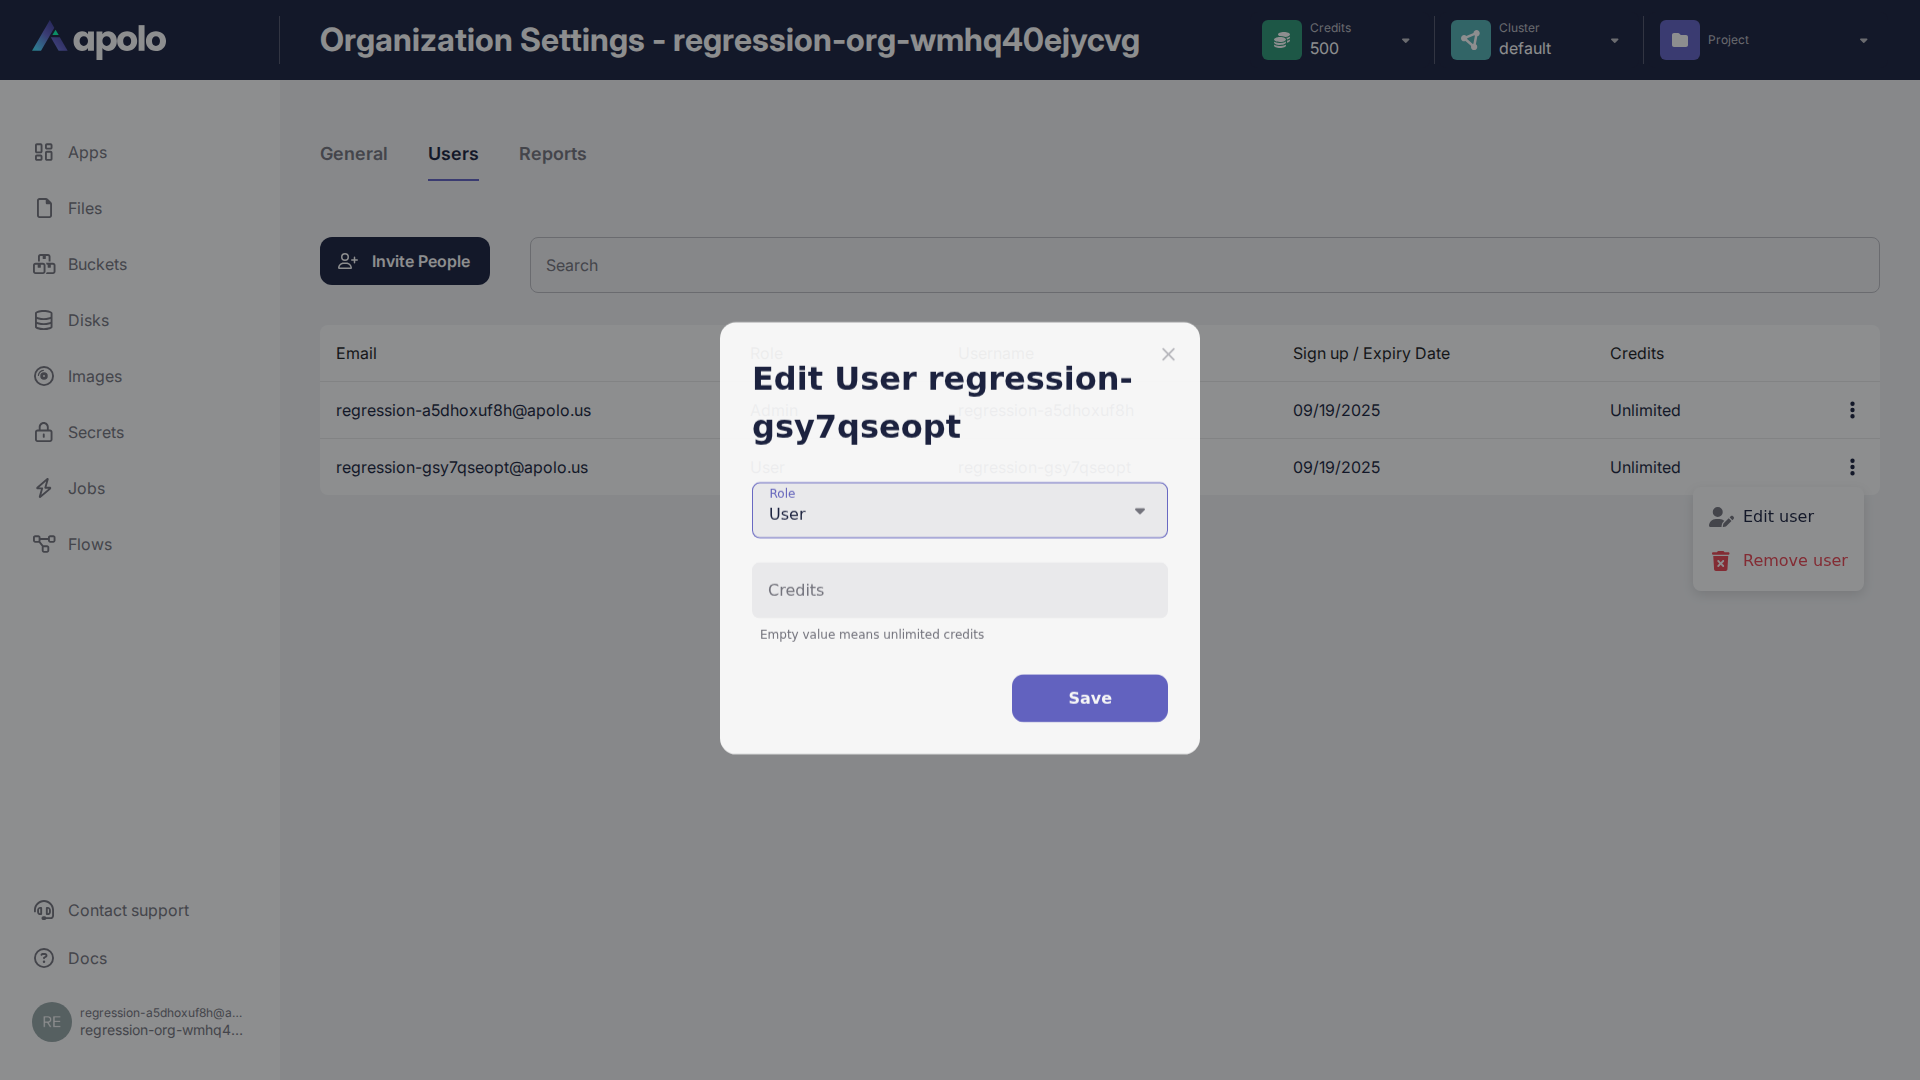 apolo
Organization Settings - regression-org-wmhq40ejycvg
Credits
500
Cluster
default
Project
Apps
Files
Buckets
Disks
Images
Secrets
Jobs
Flows
Contact support
Docs
RE
regression-a5dhoxuf8h@a...
regression-org-wmhq4...
General
Users
Reports
Invite People
Search
Email
Role
Username
Sign up / Expiry Date
Credits
regression-a5dhoxuf8h@apolo.us
Admin
regression-a5dhoxuf8h
09/19/2025
Unlimited
regression-gsy7qseopt@apolo.us
User
regression-gsy7qseopt
09/19/2025
Unlimited
Edit user
Remove user
Edit User regression-
gsy7qseopt
Role
User
Credits
Empty value means unlimited credits
Save